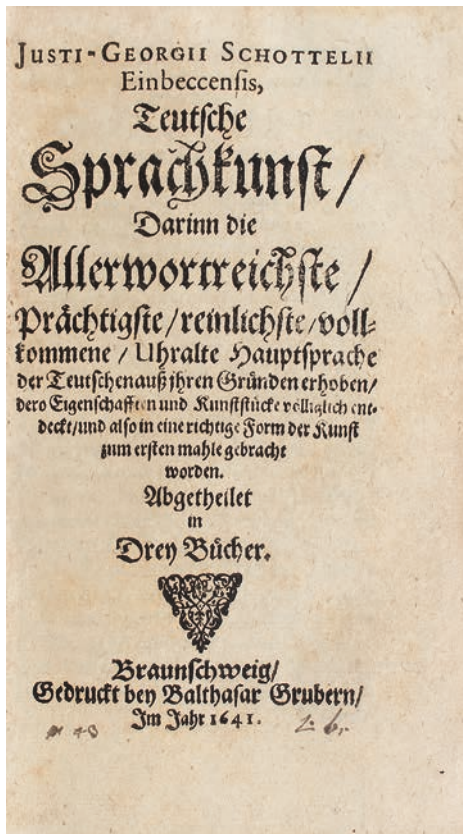 JUSTI-GEORGII SCHOTTELII
Einbeccensis,
Teutsche
Sprachkunst /
Darinn die
Allerwortreichste /
Prächtigste / reinlichste / voll-
kommene / Uhralte Hauptsprache
der Teutschen auß jhren Gründen erhoben /
dero Eigenschafften und Kunststücke völliglich ent-
deckt / und also in eine richtige Form der Kunst
zum ersten mahle gebracht
worden.
Abgetheilet
in
Drey Bücher.
Braunschweig /
Gedruckt bey Balthasar Grubern /
Im Jahr 1641.